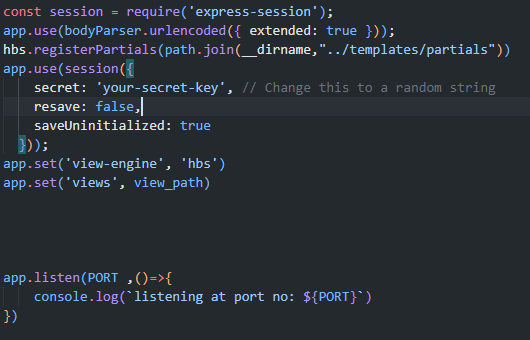 const session = require('express-session');
app.use(bodyParser.urlencoded({ extended: true }));
hbs.registerPartials(path.join(__dirname,"../templates/partials"))
app.use(session({
    secret: 'your-secret-key', // Change this to a random string
    resave: false,
    saveUninitialized: true
  }));
app.set('view-engine', 'hbs')
app.set('views', view_path)
app.listen(PORT ,()=>{
    console.log(`listening at port no: ${PORT}`)
})